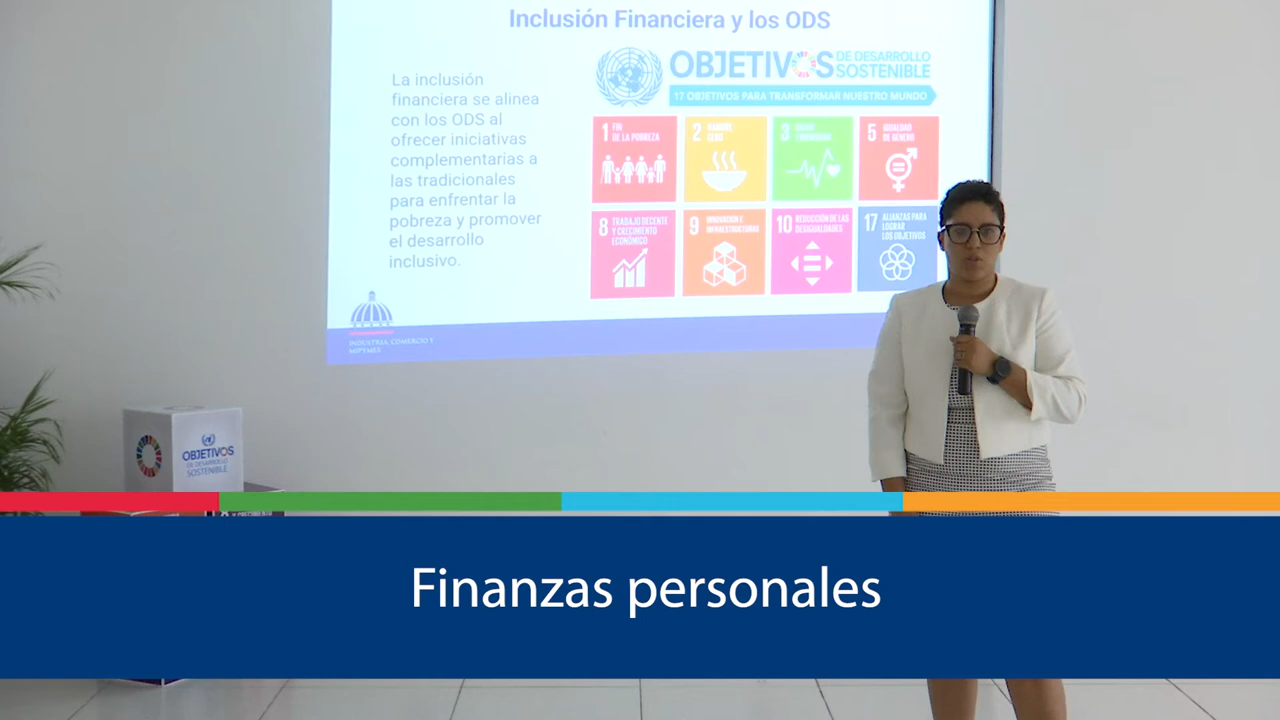 Inclusión Financiera y los ODS
La inclusión
financiera se alinea
con los ODS al
ofrecer iniciativas
complementarias a
las tradicionales
para enfrentar la
pobreza y promover
el desarrollo
inclusivo.
OBJETIVOS
DE DESARROLLO
SOSTENIBLE
17 OBJETIVOS PARA TRANSFORMAR NUESTRO MUNDO
1 FIN
DE LA POBREZA
2 HAMBRE
CERO
3
5 IGUALDAD
DE GÉNERO
8 TRABAJO DECENTE
Y CRECIMIENTO
ECONÓMICO
9 INNOVACIÓN E
INFRAESTRUCTURAS
10 REDUCCIÓN DE LAS
DESIGUALDADES
17 ALIANZAS PARA
LOGRAR
LOS OBJETIVOS
INDUSTRIA, COMERCIO Y
MIPYMES
OBJETIVOS
DE DESARROLLO
SOSTENIBLE
Finanzas personales